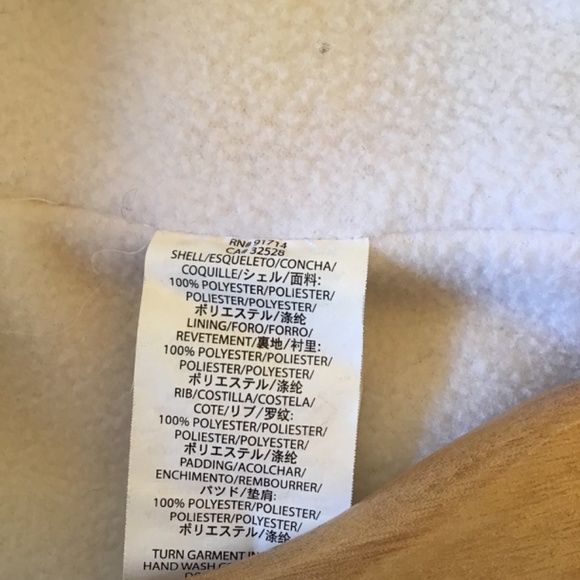 RN# 91714
CA# 32528
SHELL/ESQUELETO/CONCHA/
COQUILLE/シェル/面料:
100% POLYESTER/POLIESTER/
POLIESTER/POLYESTER/
ポリエステル/涤纶
LINING/FORO/FORRO/
REVETEMENT/裏地/衬里:
100% POLYESTER/POLIESTER/
POLIESTER/POLYESTER/
ポリエステル/涤纶
RIB/COSTILLA/COSTELA/
COTE/リブ/罗纹:
100% POLYESTER/POLIESTER/
POLIESTER/POLYESTER/
ポリエステル/涤纶
PADDING/ACOLCHAR/
ENCHIMENTO/REMBOURRER/
パッド/垫肩:
100% POLYESTER/POLIESTER/
POLIESTER/POLYESTER/
ポリエステル/涤纶
TURN GARMENT
HAND WASH